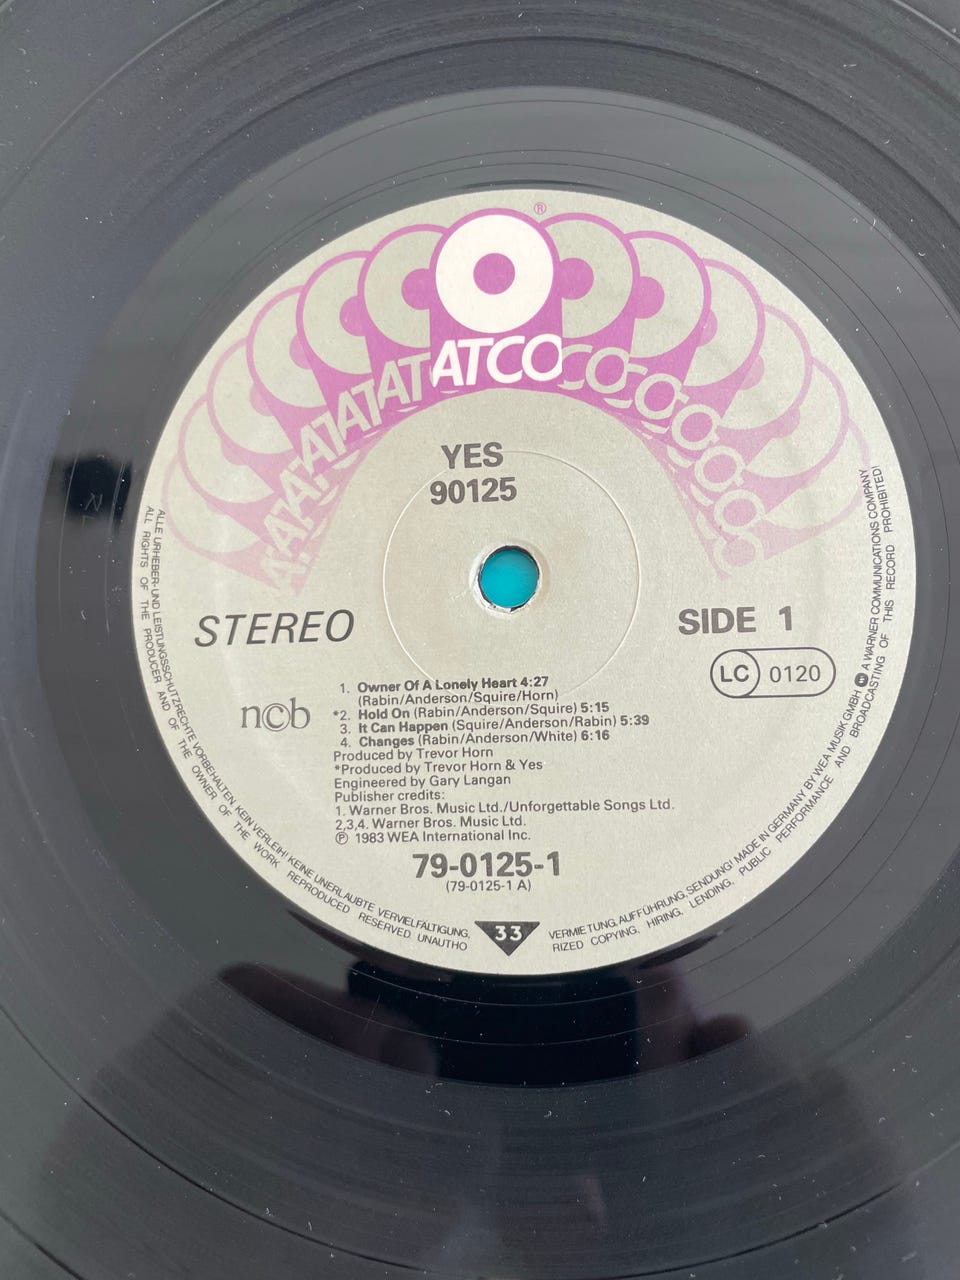 ®
ATATATATATCOCOCOCOCO
YES
90125
STEREO
SIDE 1
LC 0120
ncb
1. Owner Of A Lonely Heart 4:27
(Rabin/Anderson/Squire/Horn)
*2. Hold On (Rabin/Anderson/Squire) 5:15
3. It Can Happen (Squire/Anderson/Rabin) 5:39
4. Changes (Rabin/Anderson/White) 6:16
Produced by Trevor Horn
*Produced by Trevor Horn & Yes
Engineered by Gary Langan
Publisher credits:
1. Warner Bros. Music Ltd./Unforgettable Songs Ltd.
2,3,4. Warner Bros. Music Ltd.
℗ 1983 WEA International Inc.
79-0125-1
(79-0125-1 A)
33
ALLE URHEBER- UND LEISTUNGSSCHUTZRECHTE VORBEHALTEN KEIN VERLEIH! KEINE UNERLAUBTE VERVIELFÄLTIGUNG, VERMIETUNG, AUFFÜHRUNG, SENDUNG! MADE IN GERMANY BY WEA MUSIK GMBH A WARNER COMMUNICATIONS COMPANY
ALL RIGHTS OF THE PRODUCER AND OF THE OWNER OF THE WORK REPRODUCED RESERVED UNAUTHORIZED COPYING, HIRING, LENDING, PUBLIC PERFORMANCE AND BROADCASTING OF THIS RECORD PROHIBITED!